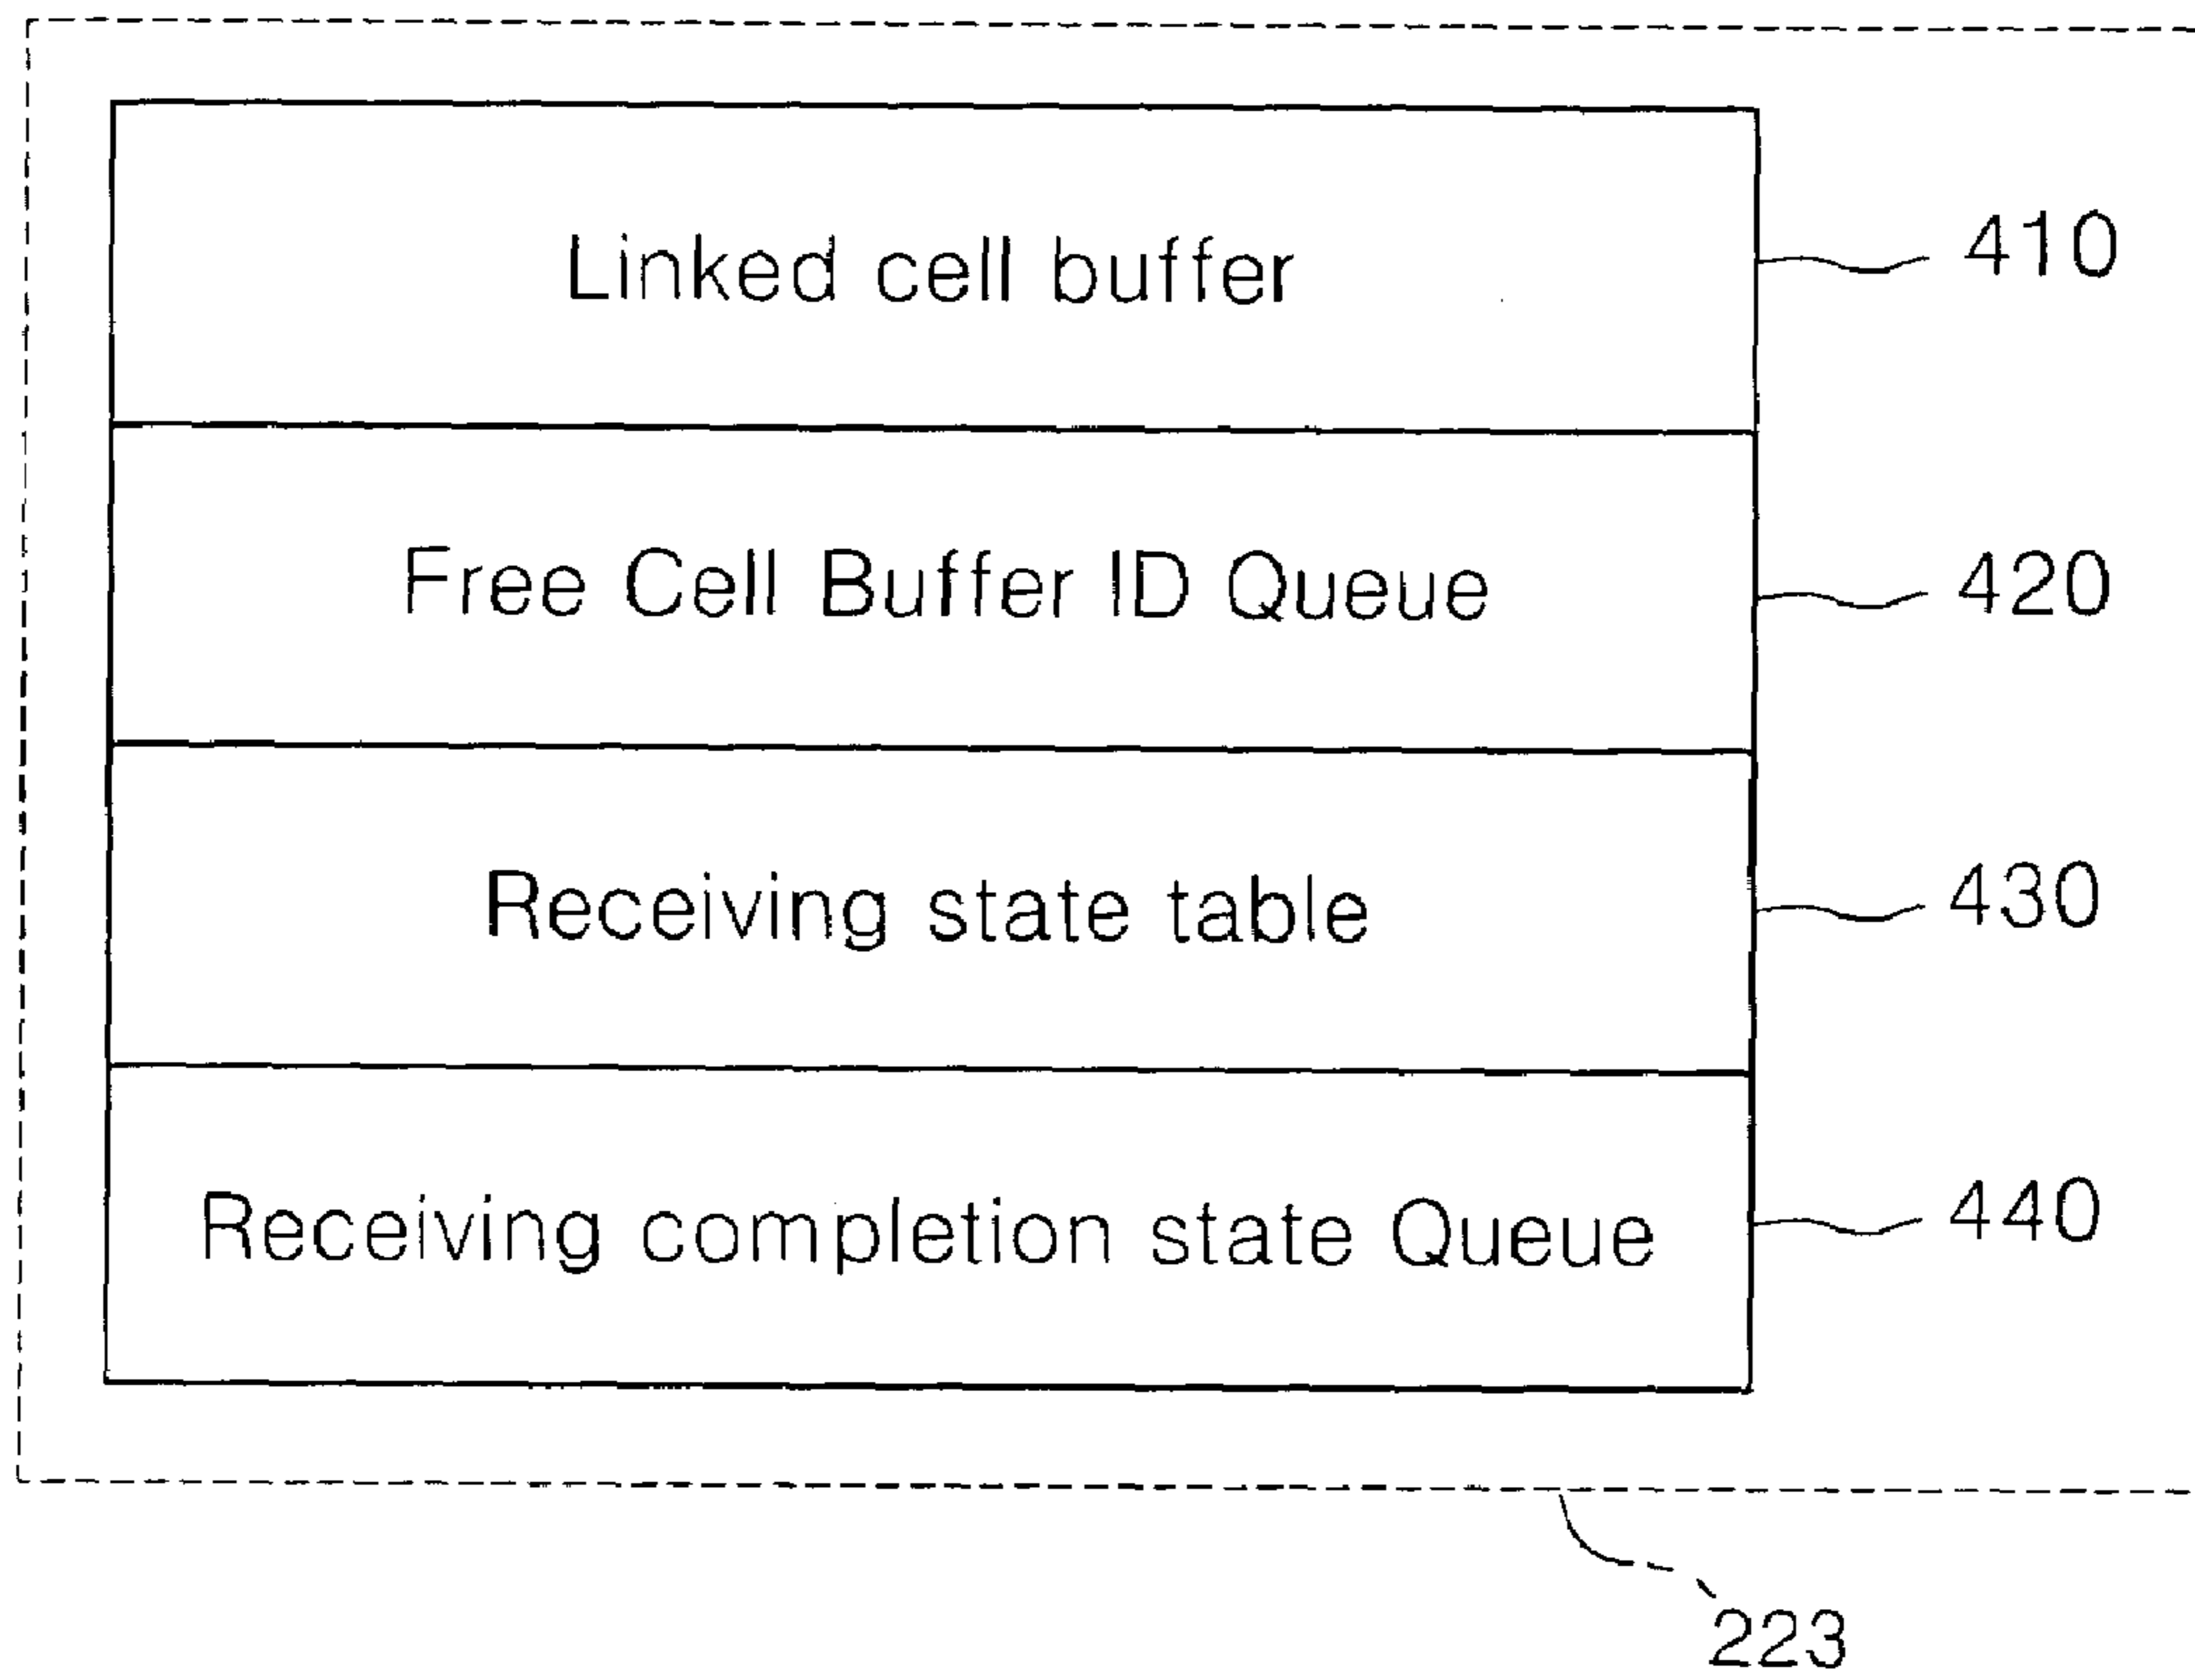 Linked cell buffer 410
Free Cell Buffer ID Queue 420
Receiving state table 430
Receiving completion state Queue 440
223